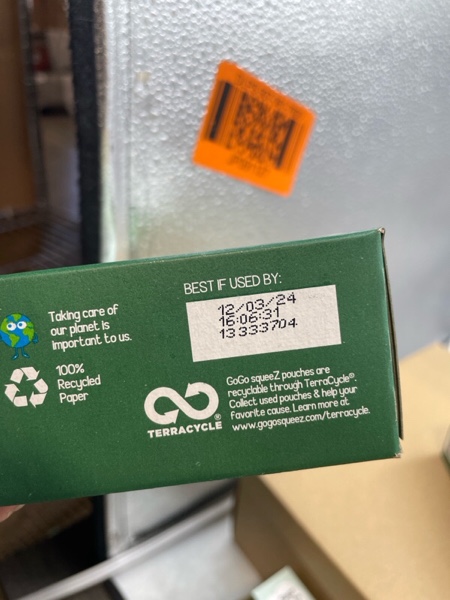 BEST IF USED BY:
12/03/24
16:06:31
13333704
Taking care of
our planet is
important to us.
100%
Recycled
Paper
TERRACYCLE®
GoGo squeeZ pouches are
recyclable through TerraCycle®.
Collect used pouches & help your
favorite cause. Learn more at
www.gogosqueez.com/terracycle.